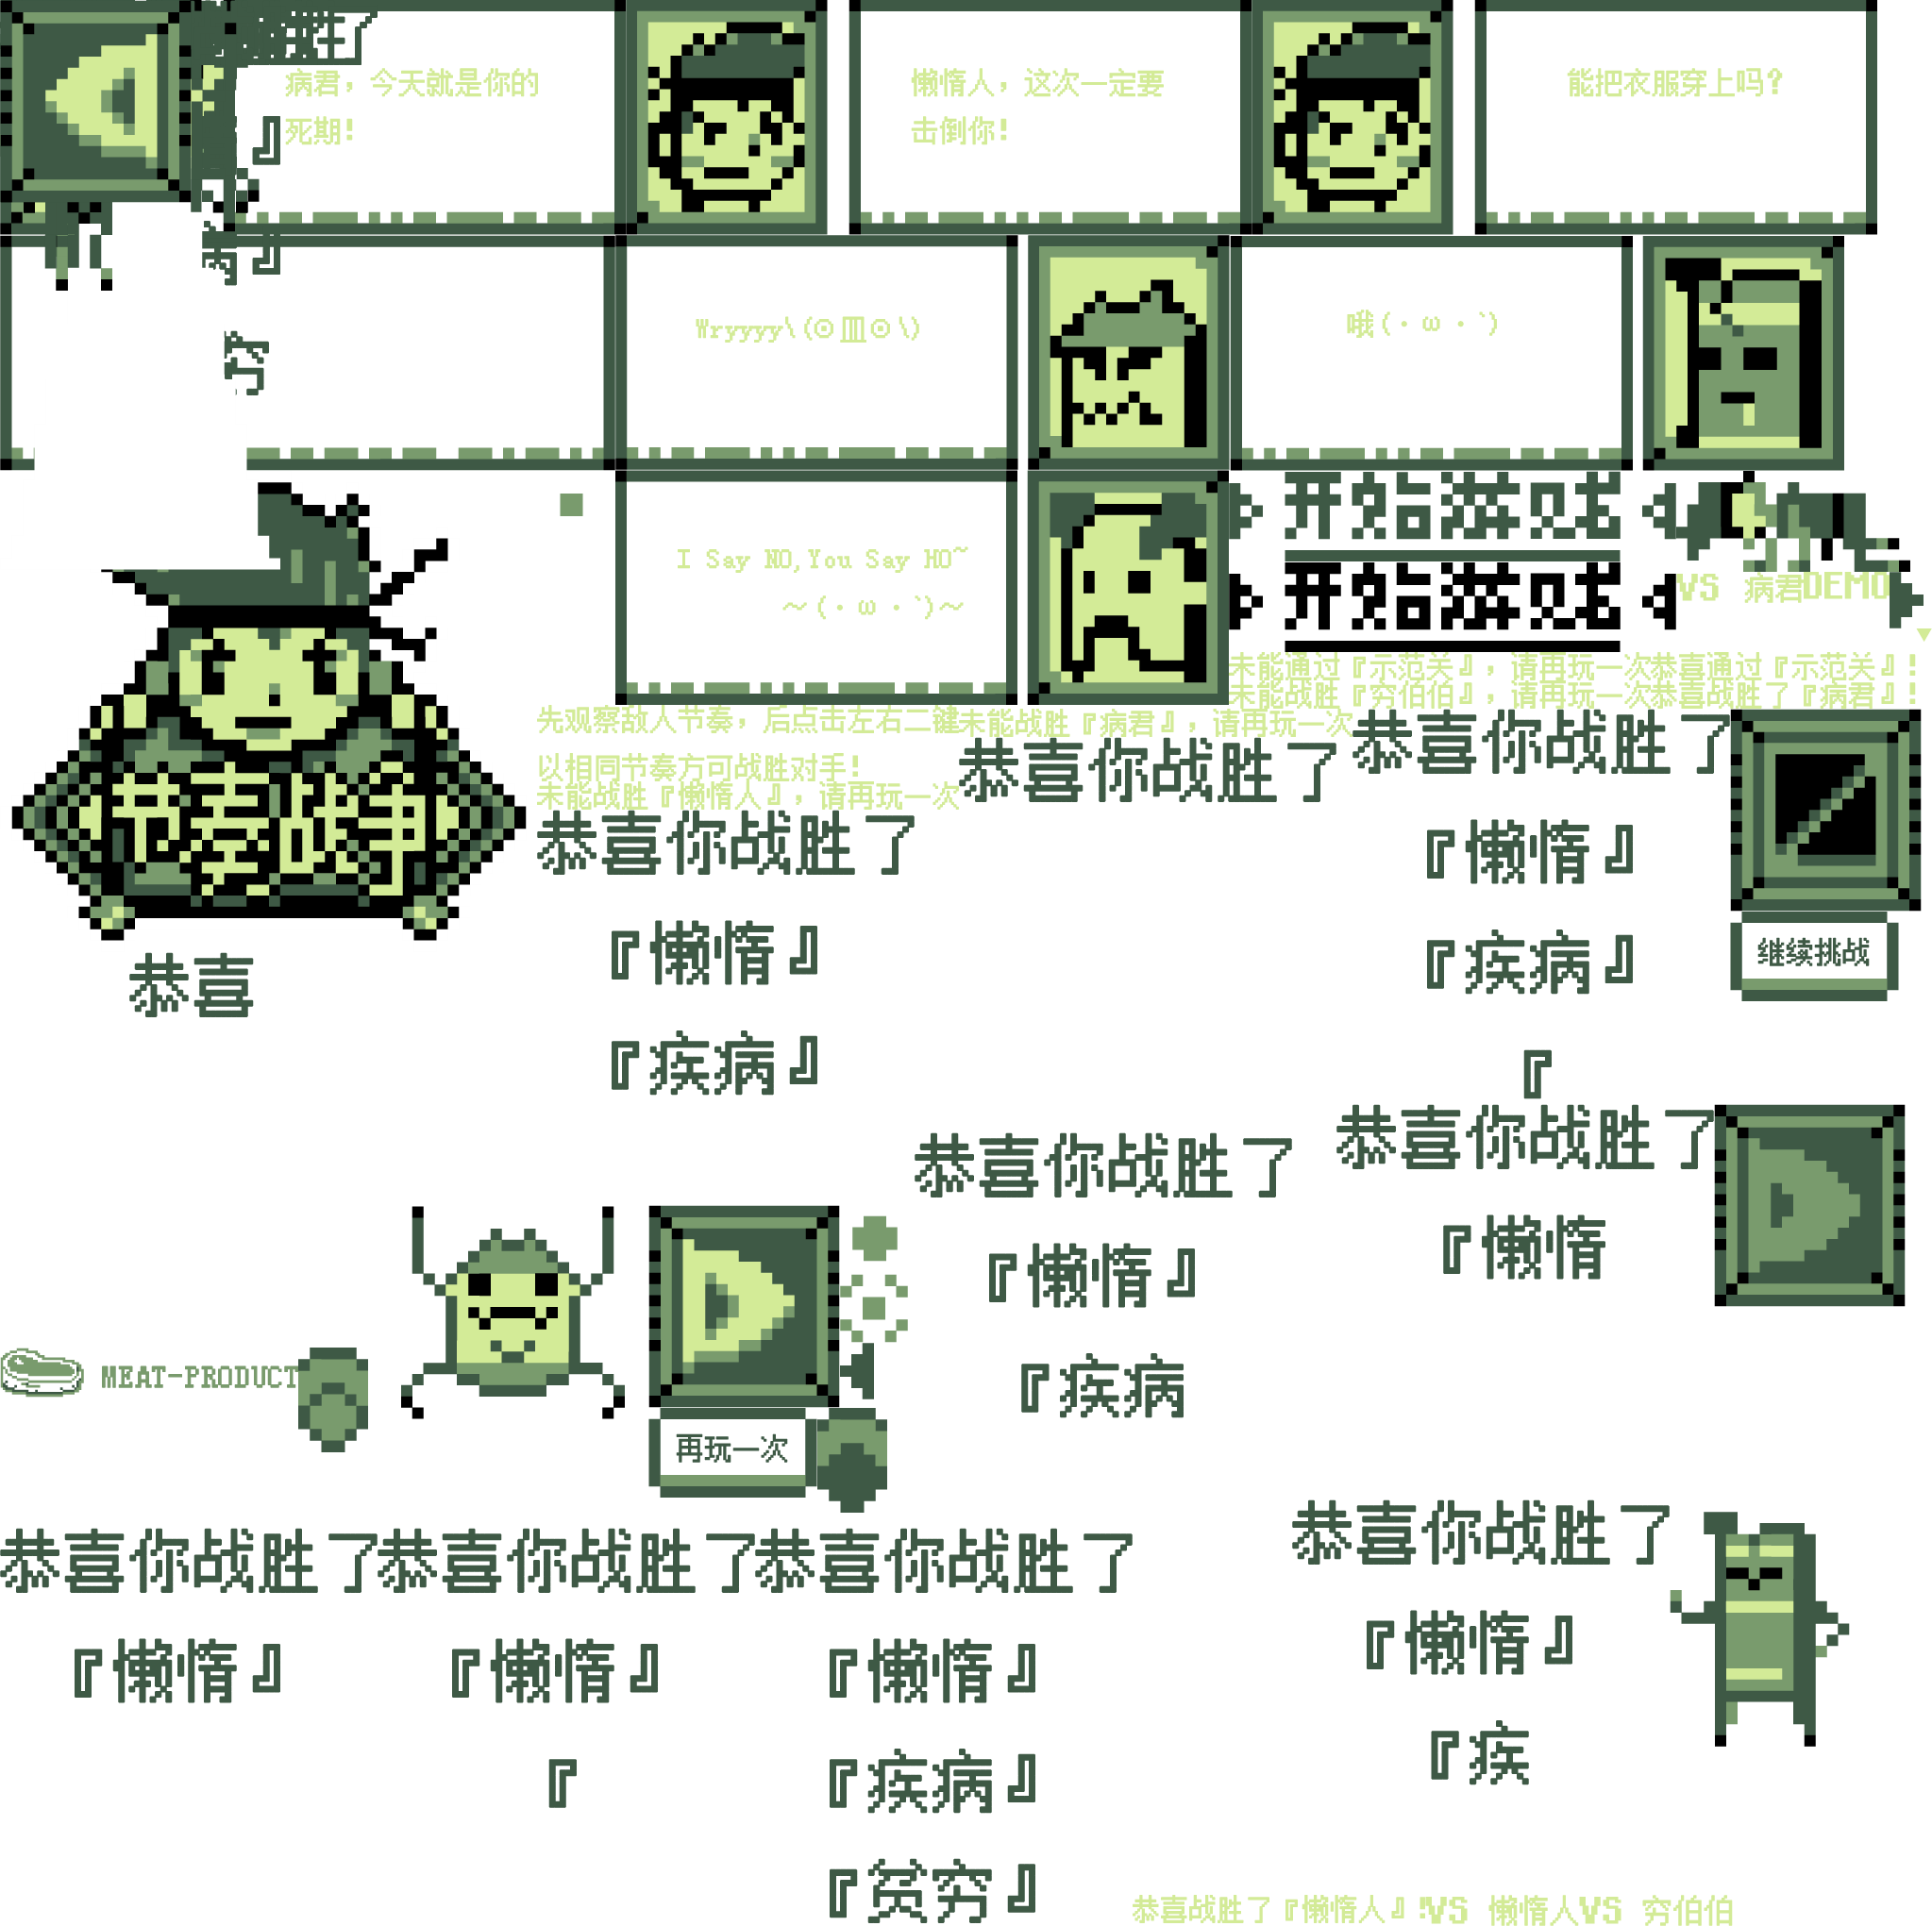 病君，今天就是你的
死期！
懒惰人，这次一定要
击倒你！
能把衣服穿上吗？
』
』
了
Wryyyy\(⊙皿⊙\)
哦(・ω・`)
I Say NO,You Say HO~
～(・ω・`)～
开始游戏
开始游戏
VS 病君DEMO
未能通过『示范关』，请再玩一次恭喜通过『示范关』！
未能战胜『穷伯伯』，请再玩一次恭喜战胜了『病君』！
先观察敌人节奏，后点击左右二键
以相同节奏方可战胜对手！
未能战胜『病君』，请再玩一次
未能战胜『懒惰人』，请再玩一次
节奏战争
恭喜
恭喜你战胜了
『懒惰』
『疾病』
恭喜你战胜了
恭喜你战胜了
『懒惰』
『疾病』
『
继续挑战
恭喜你战胜了
『懒惰』
『疾病
恭喜你战胜了
『懒惰
MEAT-PRODUCT
再玩一次
恭喜你战胜了
『懒惰』
恭喜你战胜了
『懒惰』
『
恭喜你战胜了
『懒惰』
『疾病』
『贫穷』
恭喜你战胜了
『懒惰』
『疾
恭喜战胜了『懒惰人』！VS 懒惰人VS 穷伯伯